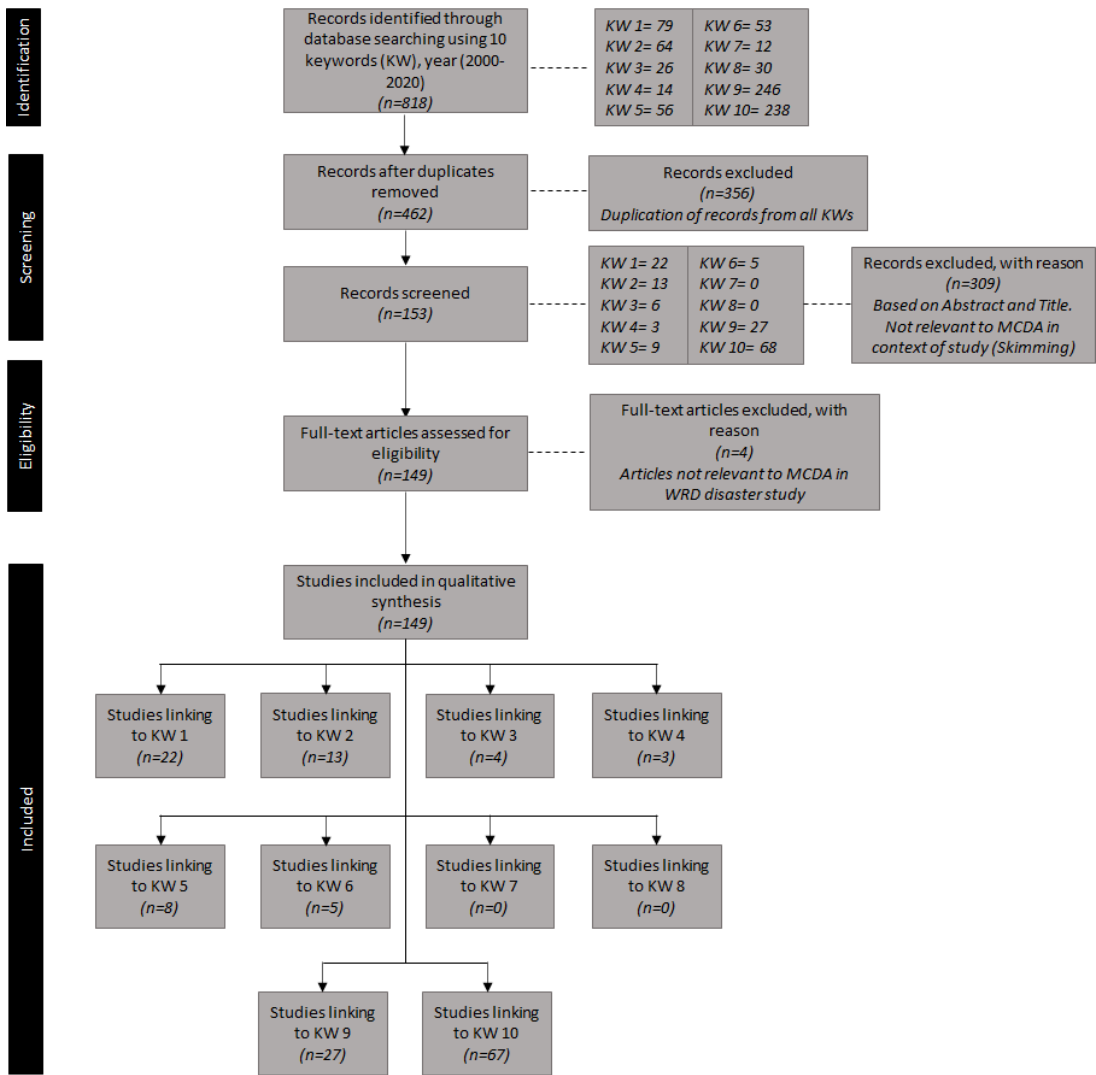 Identification
Records identified through
database searching using 10
keywords (KW), year (2000-
2020)
(n=818)
KW 1= 79
KW 2= 64
KW 3= 26
KW 4= 14
KW 5= 56
KW 6= 53
KW 7= 12
KW 8= 30
KW 9= 246
KW 10= 238
Screening
Records after duplicates
removed
(n=462)
Records excluded
(n=356)
Duplication of records from all KWs
Records screened
(n=153)
KW 1= 22
KW 2= 13
KW 3= 6
KW 4= 3
KW 5= 9
KW 6= 5
KW 7= 0
KW 8= 0
KW 9= 27
KW 10= 68
Records excluded, with reason
(n=309)
Based on Abstract and Title.
Not relevant to MCDA in
context of study (Skimming)
Eligibility
Full-text articles assessed for
eligibility
(n=149)
Full-text articles excluded, with
reason
(n=4)
Articles not relevant to MCDA in
WRD disaster study
Included
Studies included in qualitative
synthesis
(n=149)
Studies linking
to KW 1
(n=22)
Studies linking
to KW 2
(n=13)
Studies linking
to KW 3
(n=4)
Studies linking
to KW 4
(n=3)
Studies linking
to KW 5
(n=8)
Studies linking
to KW 6
(n=5)
Studies linking
to KW 7
(n=0)
Studies linking
to KW 8
(n=0)
Studies linking
to KW 9
(n=27)
Studies linking
to KW 10
(n=67)